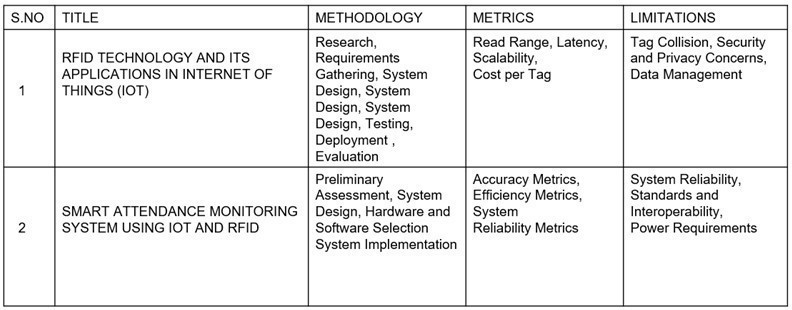 S.NO
TITLE
METHODOLOGY
METRICS
LIMITATIONS
1
RFID TECHNOLOGY AND ITS
APPLICATIONS IN INTERNET OF
THINGS (IOT)
Research,
Requirements
Gathering, System
Design, System
Design, System
Design, Testing,
Deployment ,
Evaluation
Read Range, Latency,
Scalability,
Cost per Tag
Tag Collision, Security
and Privacy Concerns,
Data Management
2
SMART ATTENDANCE MONITORING
SYSTEM USING IOT AND RFID
Preliminary
Assessment, System
Design, Hardware and
Software Selection
System Implementation
Accuracy Metrics,
Efficiency Metrics,
System
Reliability Metrics
System Reliability,
Standards and
Interoperability,
Power Requirements